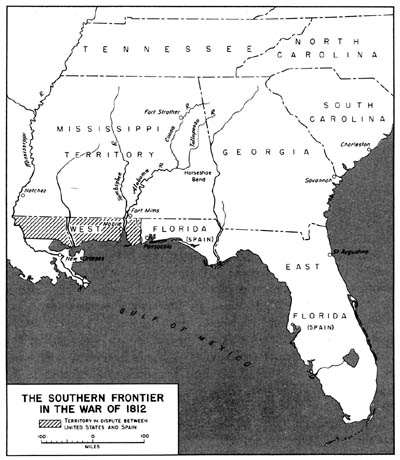 TENNESSEE
NORTH
CAROLINA
SOUTH
CAROLINA
Fort Strother
Charleston
MISSISSIPPI
TERRITORY
Mississippi R.
Tombigbee R.
Alabama R.
Coosa R.
Tallapoosa R.
GEORGIA
Horseshoe
Bend
Savannah
Natchez
Fort Mims
Mobile
WEST FLORIDA
(SPAIN)
Pensacola
New Orleans
St Augustine
EAST
FLORIDA
(SPAIN)
GULF OF MEXICO
THE SOUTHERN FRONTIER
IN THE WAR OF 1812
TERRITORY IN DISPUTE BETWEEN
UNITED STATES AND SPAIN
100 0 100
MILES